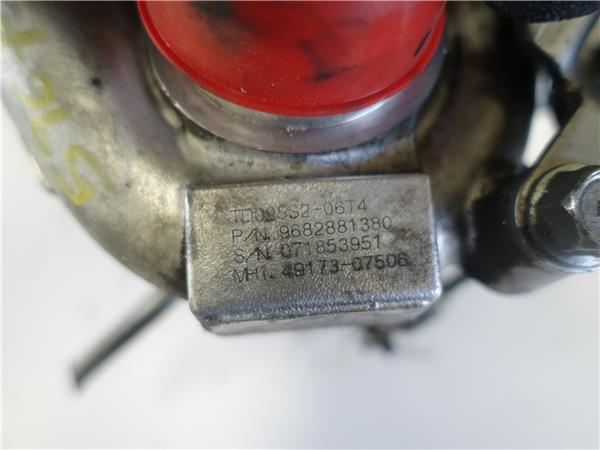 TD025S2-06T4
P/N. 9682881380
S/N. 071853951
MHI. 49173-07506